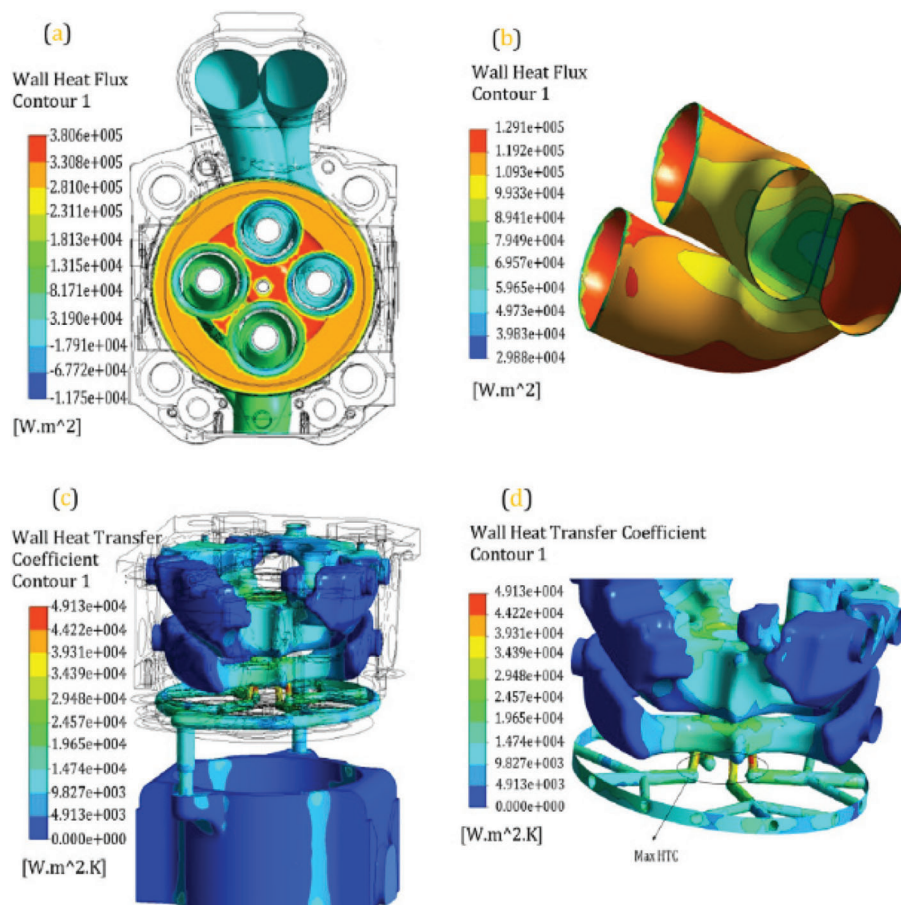 (a)
Wall Heat Flux
Contour 1
3.806e+005
3.308e+005
2.810e+005
2.311e+005
1.813e+004
1.315e+004
8.171e+004
3.190e+004
-1.791e+004
-6.772e+004
-1.175e+004
[W.m^2]
(b)
Wall Heat Flux
Contour 1
1.291e+005
1.192e+005
1.093e+005
9.933e+004
8.941e+004
7.949e+004
6.957e+004
5.965e+004
4.973e+004
3.983e+004
2.988e+004
[W.m^2]
(c)
Wall Heat Transfer
Coefficient
Contour 1
4.913e+004
4.422e+004
3.931e+004
3.439e+004
2.948e+004
2.457e+004
1.965e+004
1.474e+004
9.827e+003
4.913e+003
0.000e+000
[W.m^2.K]
(d)
Wall Heat Transfer Coefficient
Contour 1
4.913e+004
4.422e+004
3.931e+004
3.439e+004
2.948e+004
2.457e+004
1.965e+004
1.474e+004
9.827e+003
4.913e+003
0.000e+000
[W.m^2.K]
Max HTC